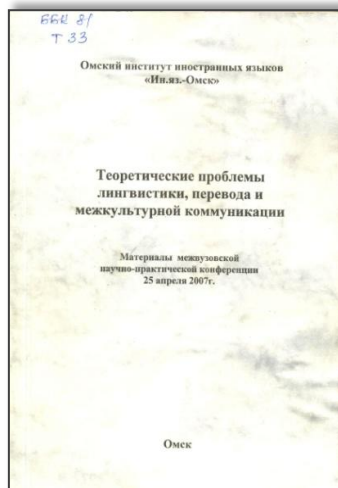 ББК 81
Т 33
Омский институт иностранных языков
«Ин.яз.-Омск»
Теоретические проблемы
лингвистики, перевода и
межкультурной коммуникации
Материалы межвузовской
научно-практической конференции
25 апреля 2007г.
Омск